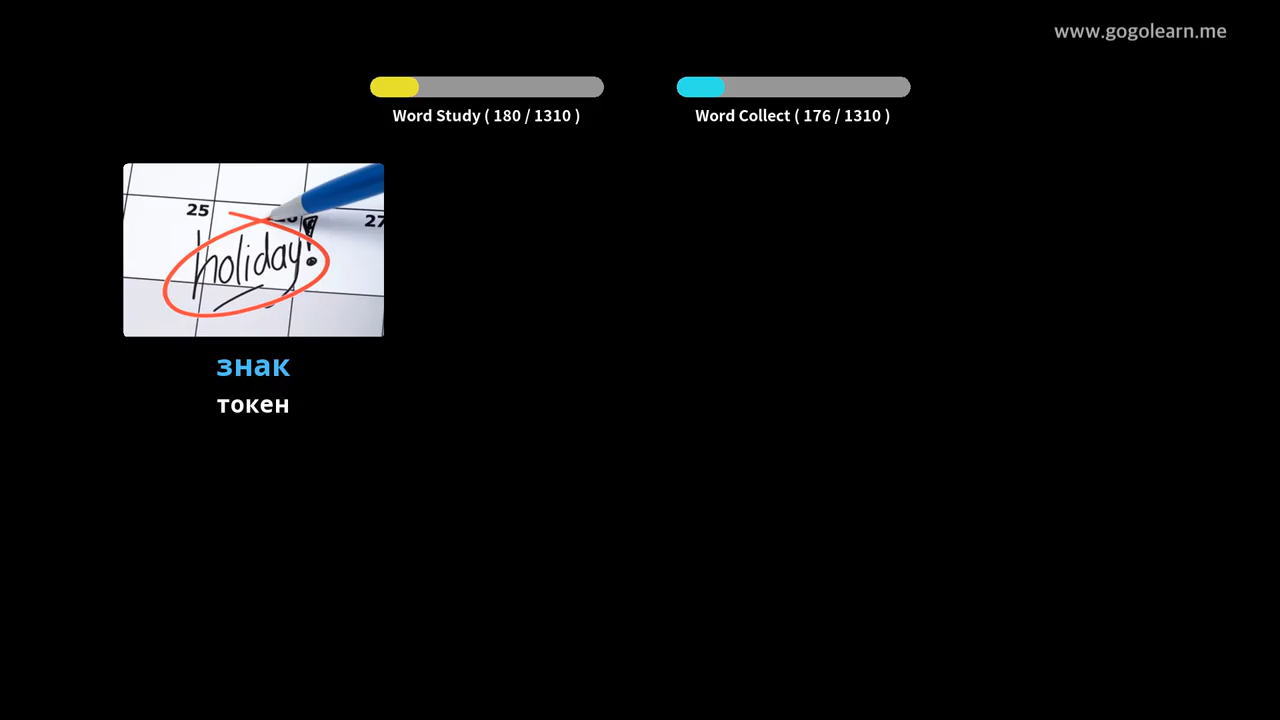 www.gogolearn.me
Word Study ( 180 / 1310 )
Word Collect ( 176 / 1310 )
25
27
holiday!
знак
токен